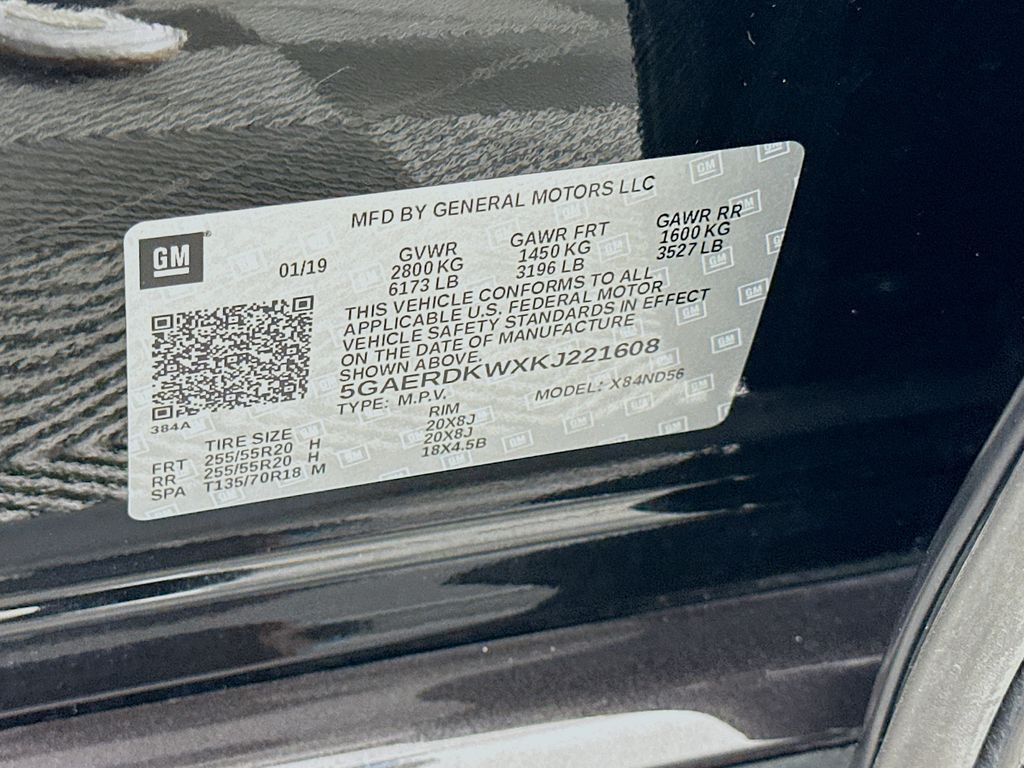 MFD BY GENERAL MOTORS LLC
GM
01/19
GVWR GAWR FRT GAWR RR
2800 KG 1450 KG 1600 KG
6173 LB 3196 LB 3527 LB
THIS VEHICLE CONFORMS TO ALL
APPLICABLE U.S. FEDERAL MOTOR
VEHICLE SAFETY STANDARDS IN EFFECT
ON THE DATE OF MANUFACTURE
SHOWN ABOVE.
5GAERDKWXKJ221608
TYPE: M.P.V. MODEL: X84ND56
384A
TIRE SIZE RIM
FRT 255/55R20 H 20X8J
RR 255/55R20 H 20X8J
SPA T135/70R18 M 18X4.5B